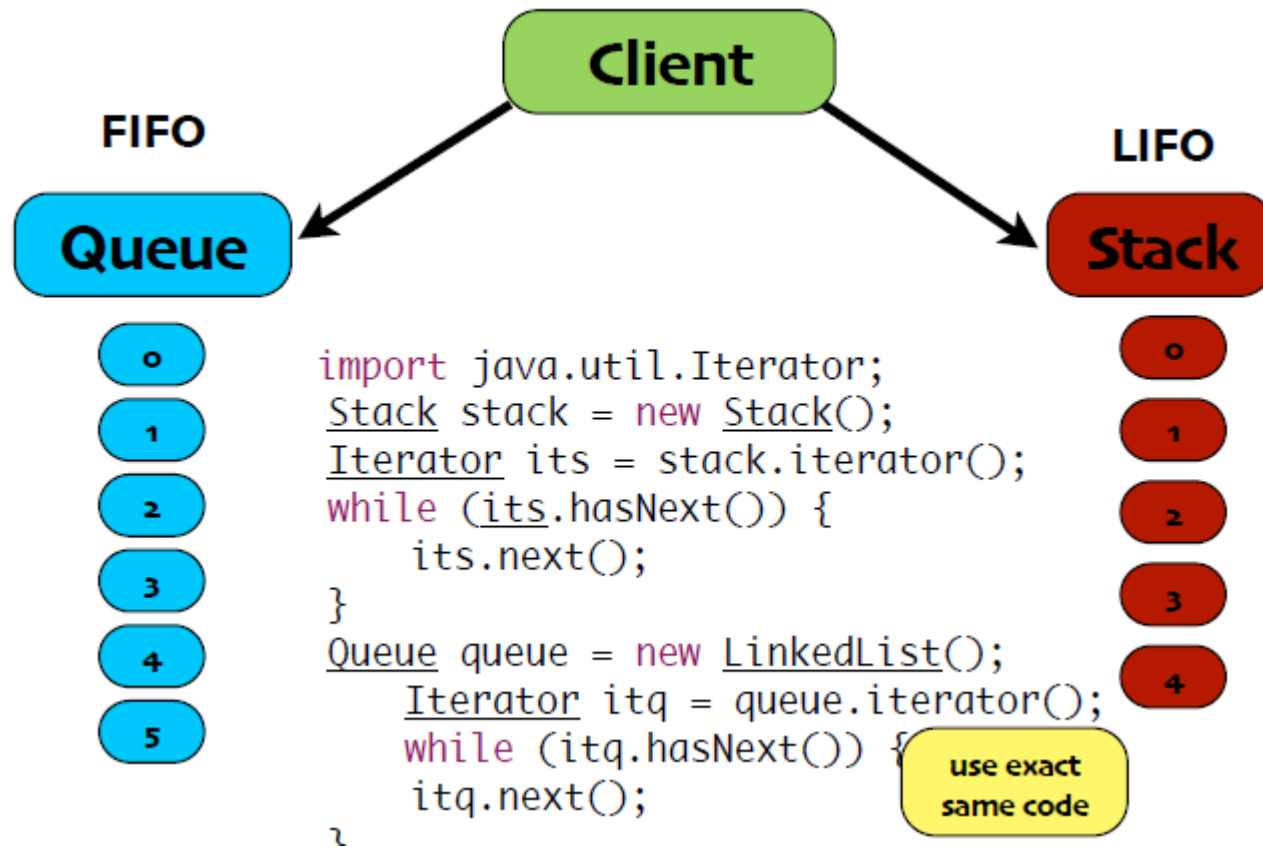 Client
FIFO
LIFO
Queue
Stack
0
1
2
3
4
5
import java.util.Iterator;
Stack stack = new Stack();
Iterator its = stack.iterator();
while (its.hasNext()) {
its.next();
}
Queue queue = new LinkedList();
Iterator itq = queue.iterator();
while (itq.hasNext()) {
itq.next();
}
use exact
same code
0
1
2
3
4